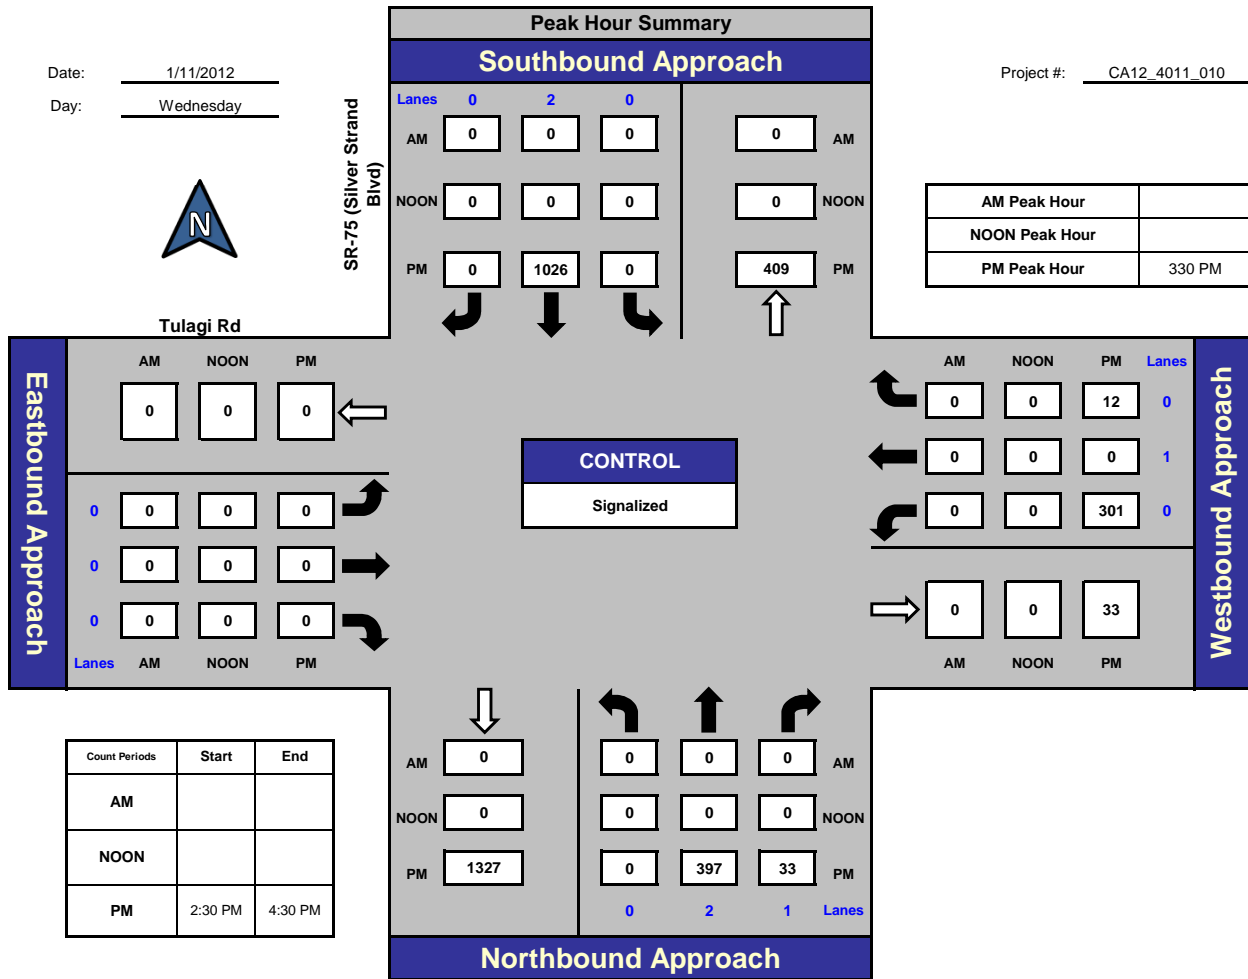 Peak Hour Summary
Southbound Approach
Date: 1/11/2012
Project #: CA12_4011_010
Day: Wednesday
SR-75 (Silver Strand Blvd)
Lanes 0 2 0
AM 0 0 0 0 AM
NOON 0 0 0 0 NOON
PM 0 1026 0 409 PM
N
AM Peak Hour
NOON Peak Hour
PM Peak Hour 330 PM
Tulagi Rd
Eastbound Approach
AM NOON PM
0 0 0
0 0 0 0
0 0 0 0
0 0 0 0
Lanes AM NOON PM
CONTROL
Signalized
AM NOON PM Lanes
0 0 12 0
0 0 0 1
0 0 301 0
0 0 33
AM NOON PM
Westbound Approach
Count Periods Start End
AM
NOON
PM 2:30 PM 4:30 PM
AM 0 0 0 0 AM
NOON 0 0 0 0 NOON
PM 1327 0 397 33 PM
0 2 1 Lanes
Northbound Approach